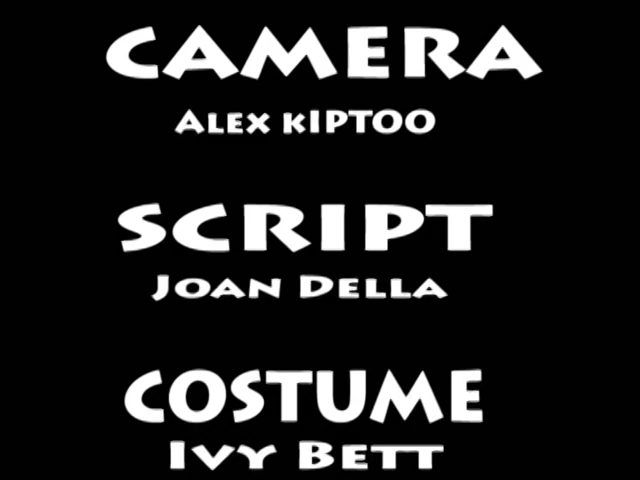 CAMERA
ALEX KIPTOO
SCRIPT
JOAN DELLA
COSTUME
IVY BETT